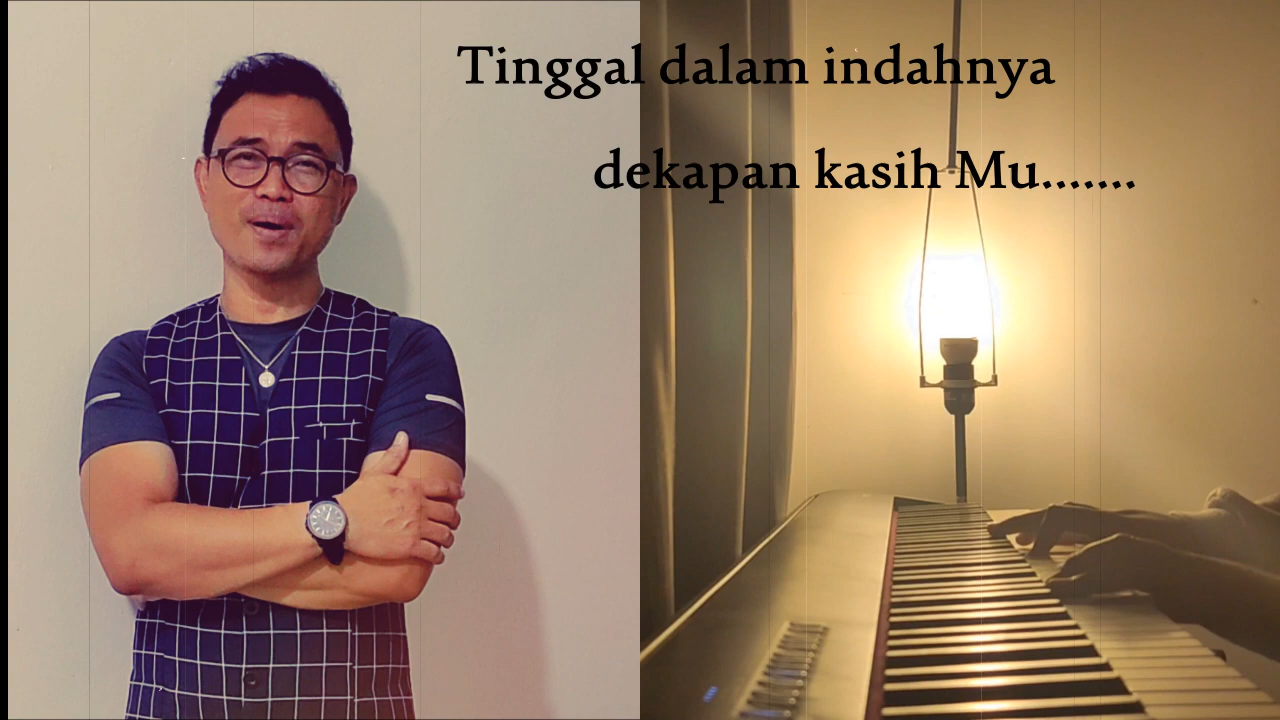 Tinggal dalam indahnya
dekapan kasih Mu.......